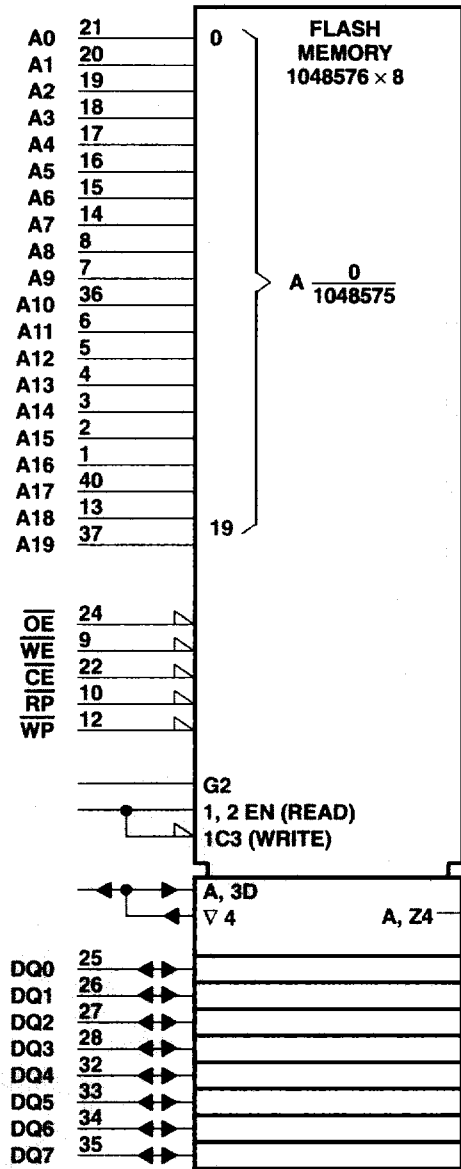 FLASH
MEMORY
1048576 × 8
A0 21 0
A1 20
A2 19
A3 18
A4 17
A5 16
A6 15
A7 14
A8 8
A9 7
A 0
1048575
A10 36
A11 6
A12 5
A13 4
A14 3
A15 2
A16 1
A17 40
A18 13 19
A19 37
OE 24
WE 9
CE 22
RP 10
WP 12
G2
1, 2 EN (READ)
1C3 (WRITE)
A, 3D
▽ 4 A, Z4
DQ0 25
DQ1 26
DQ2 27
DQ3 28
DQ4 32
DQ5 33
DQ6 34
DQ7 35